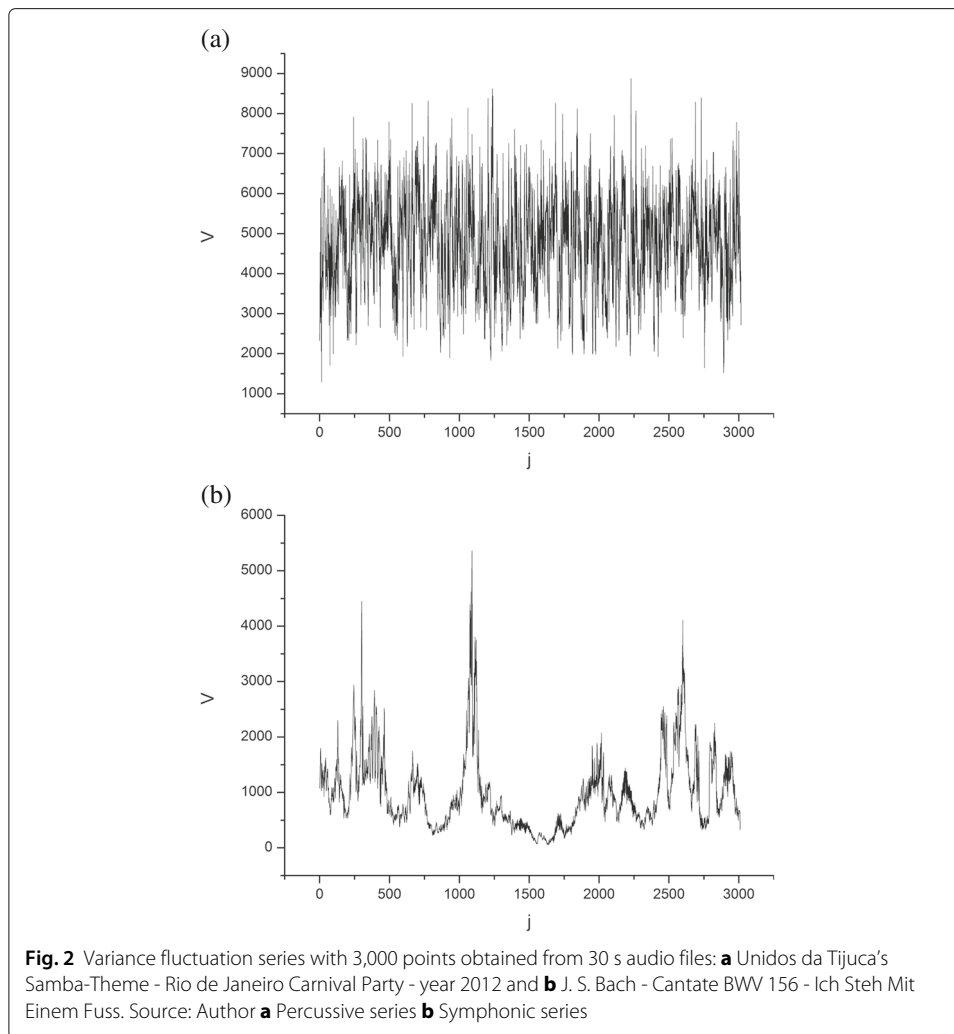 (a)
9000
8000
7000
6000
5000
4000
3000
2000
1000
V
0 500 1000 1500 2000 2500 3000
j
(b)
6000
5000
4000
3000
2000
1000
0
V
0 500 1000 1500 2000 2500 3000
j
Fig. 2 Variance fluctuation series with 3,000 points obtained from 30 s audio files: a Unidos da Tijuca's
Samba-Theme - Rio de Janeiro Carnival Party - year 2012 and b J. S. Bach - Cantate BWV 156 - Ich Steh Mit
Einem Fuss. Source: Author a Percussive series b Symphonic series